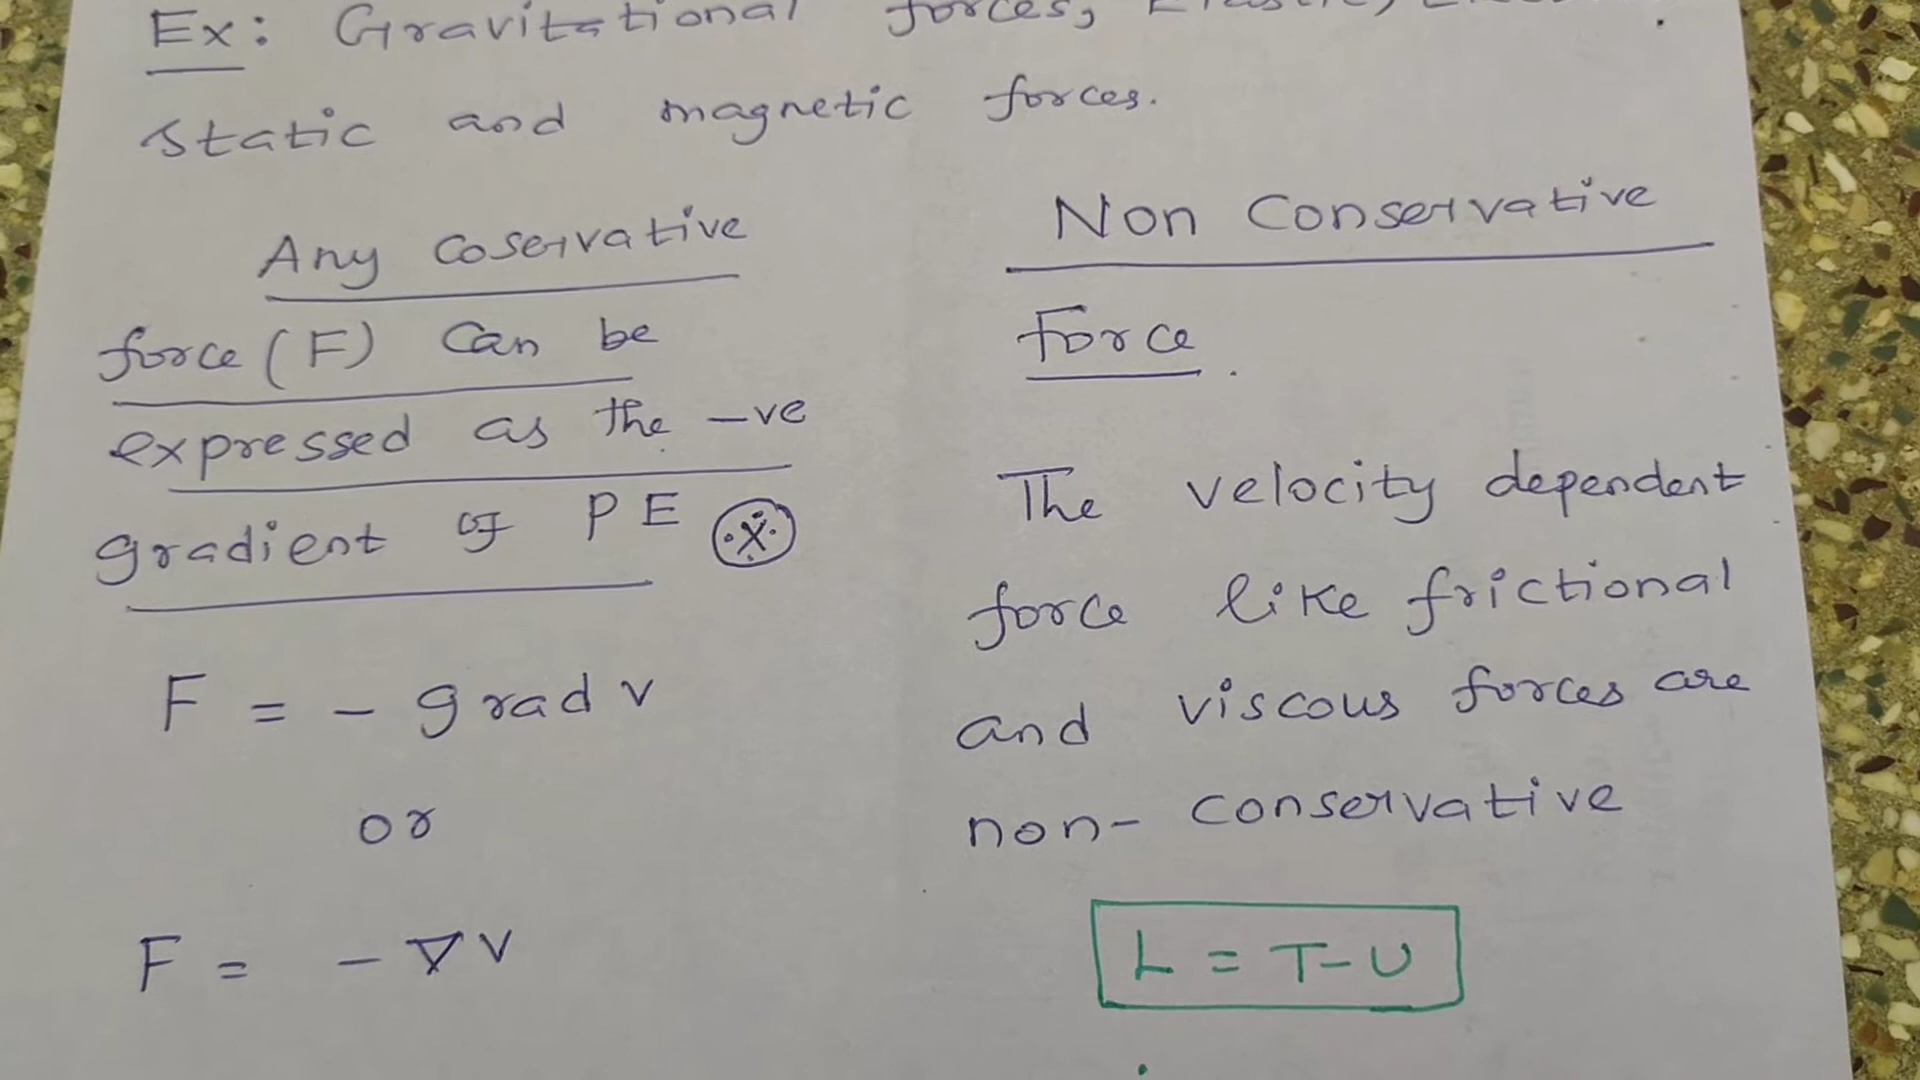 Ex: Gravitational forces, Elastic,
static and magnetic forces.
Any coservative
force (F) can be
expressed as the -ve
gradient of PE
F = - grad v
or
F = - ∇v
Non Conservative
Force.
The velocity dependent
force like frictional
and viscous forces are
non- conservative
L = T-U